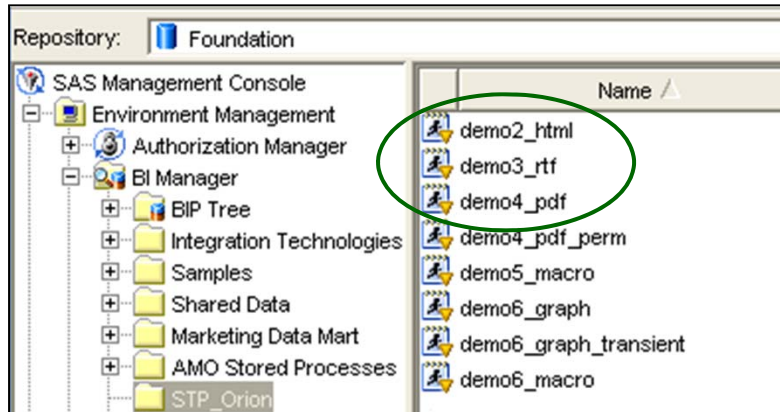 Repository: Foundation
SAS Management Console
Environment Management
Authorization Manager
BI Manager
BIP Tree
Integration Technologies
Samples
Shared Data
Marketing Data Mart
AMO Stored Processes
STP_Orion
Name
demo2_html
demo3_rtf
demo4_pdf
demo4_pdf_perm
demo5_macro
demo6_graph
demo6_graph_transient
demo6_macro